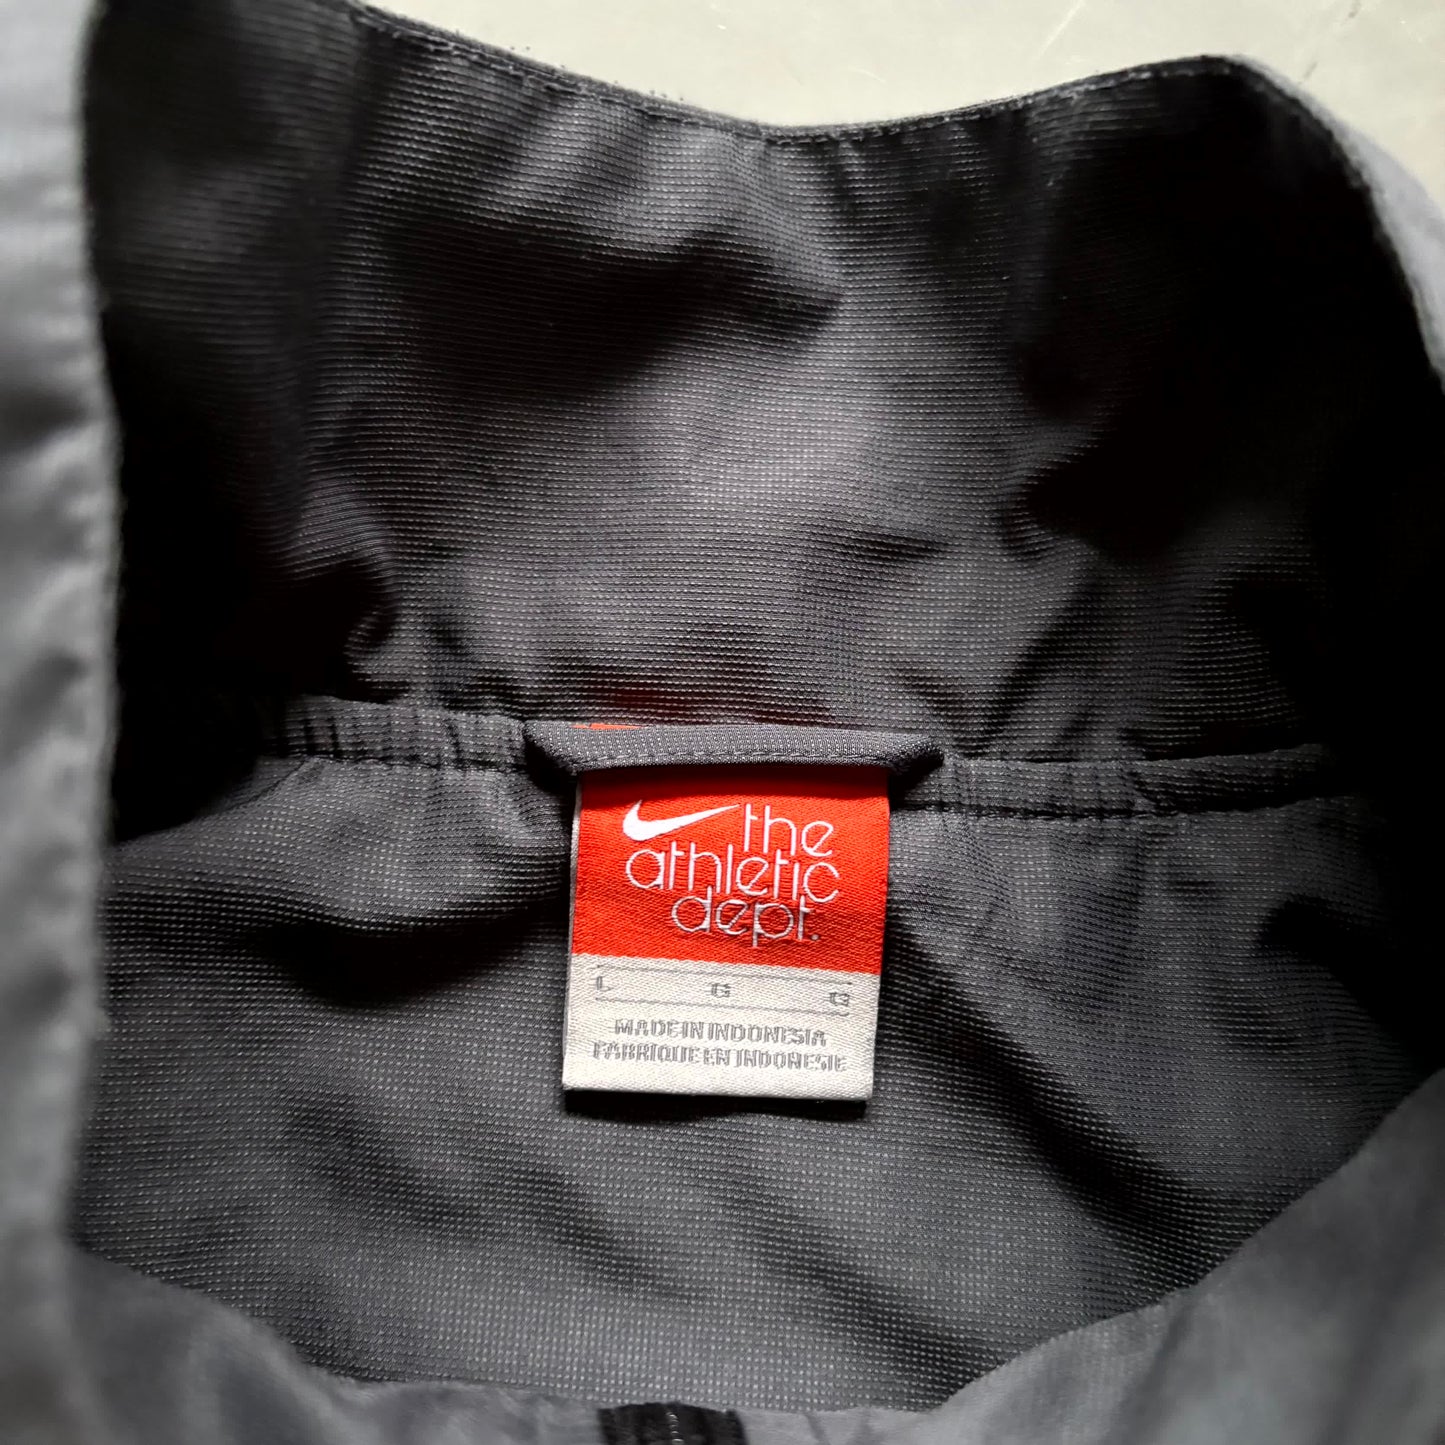 the
athletic
dept.
L G G
MADE IN INDONESIA
FABRIQUE EN INDONESIE